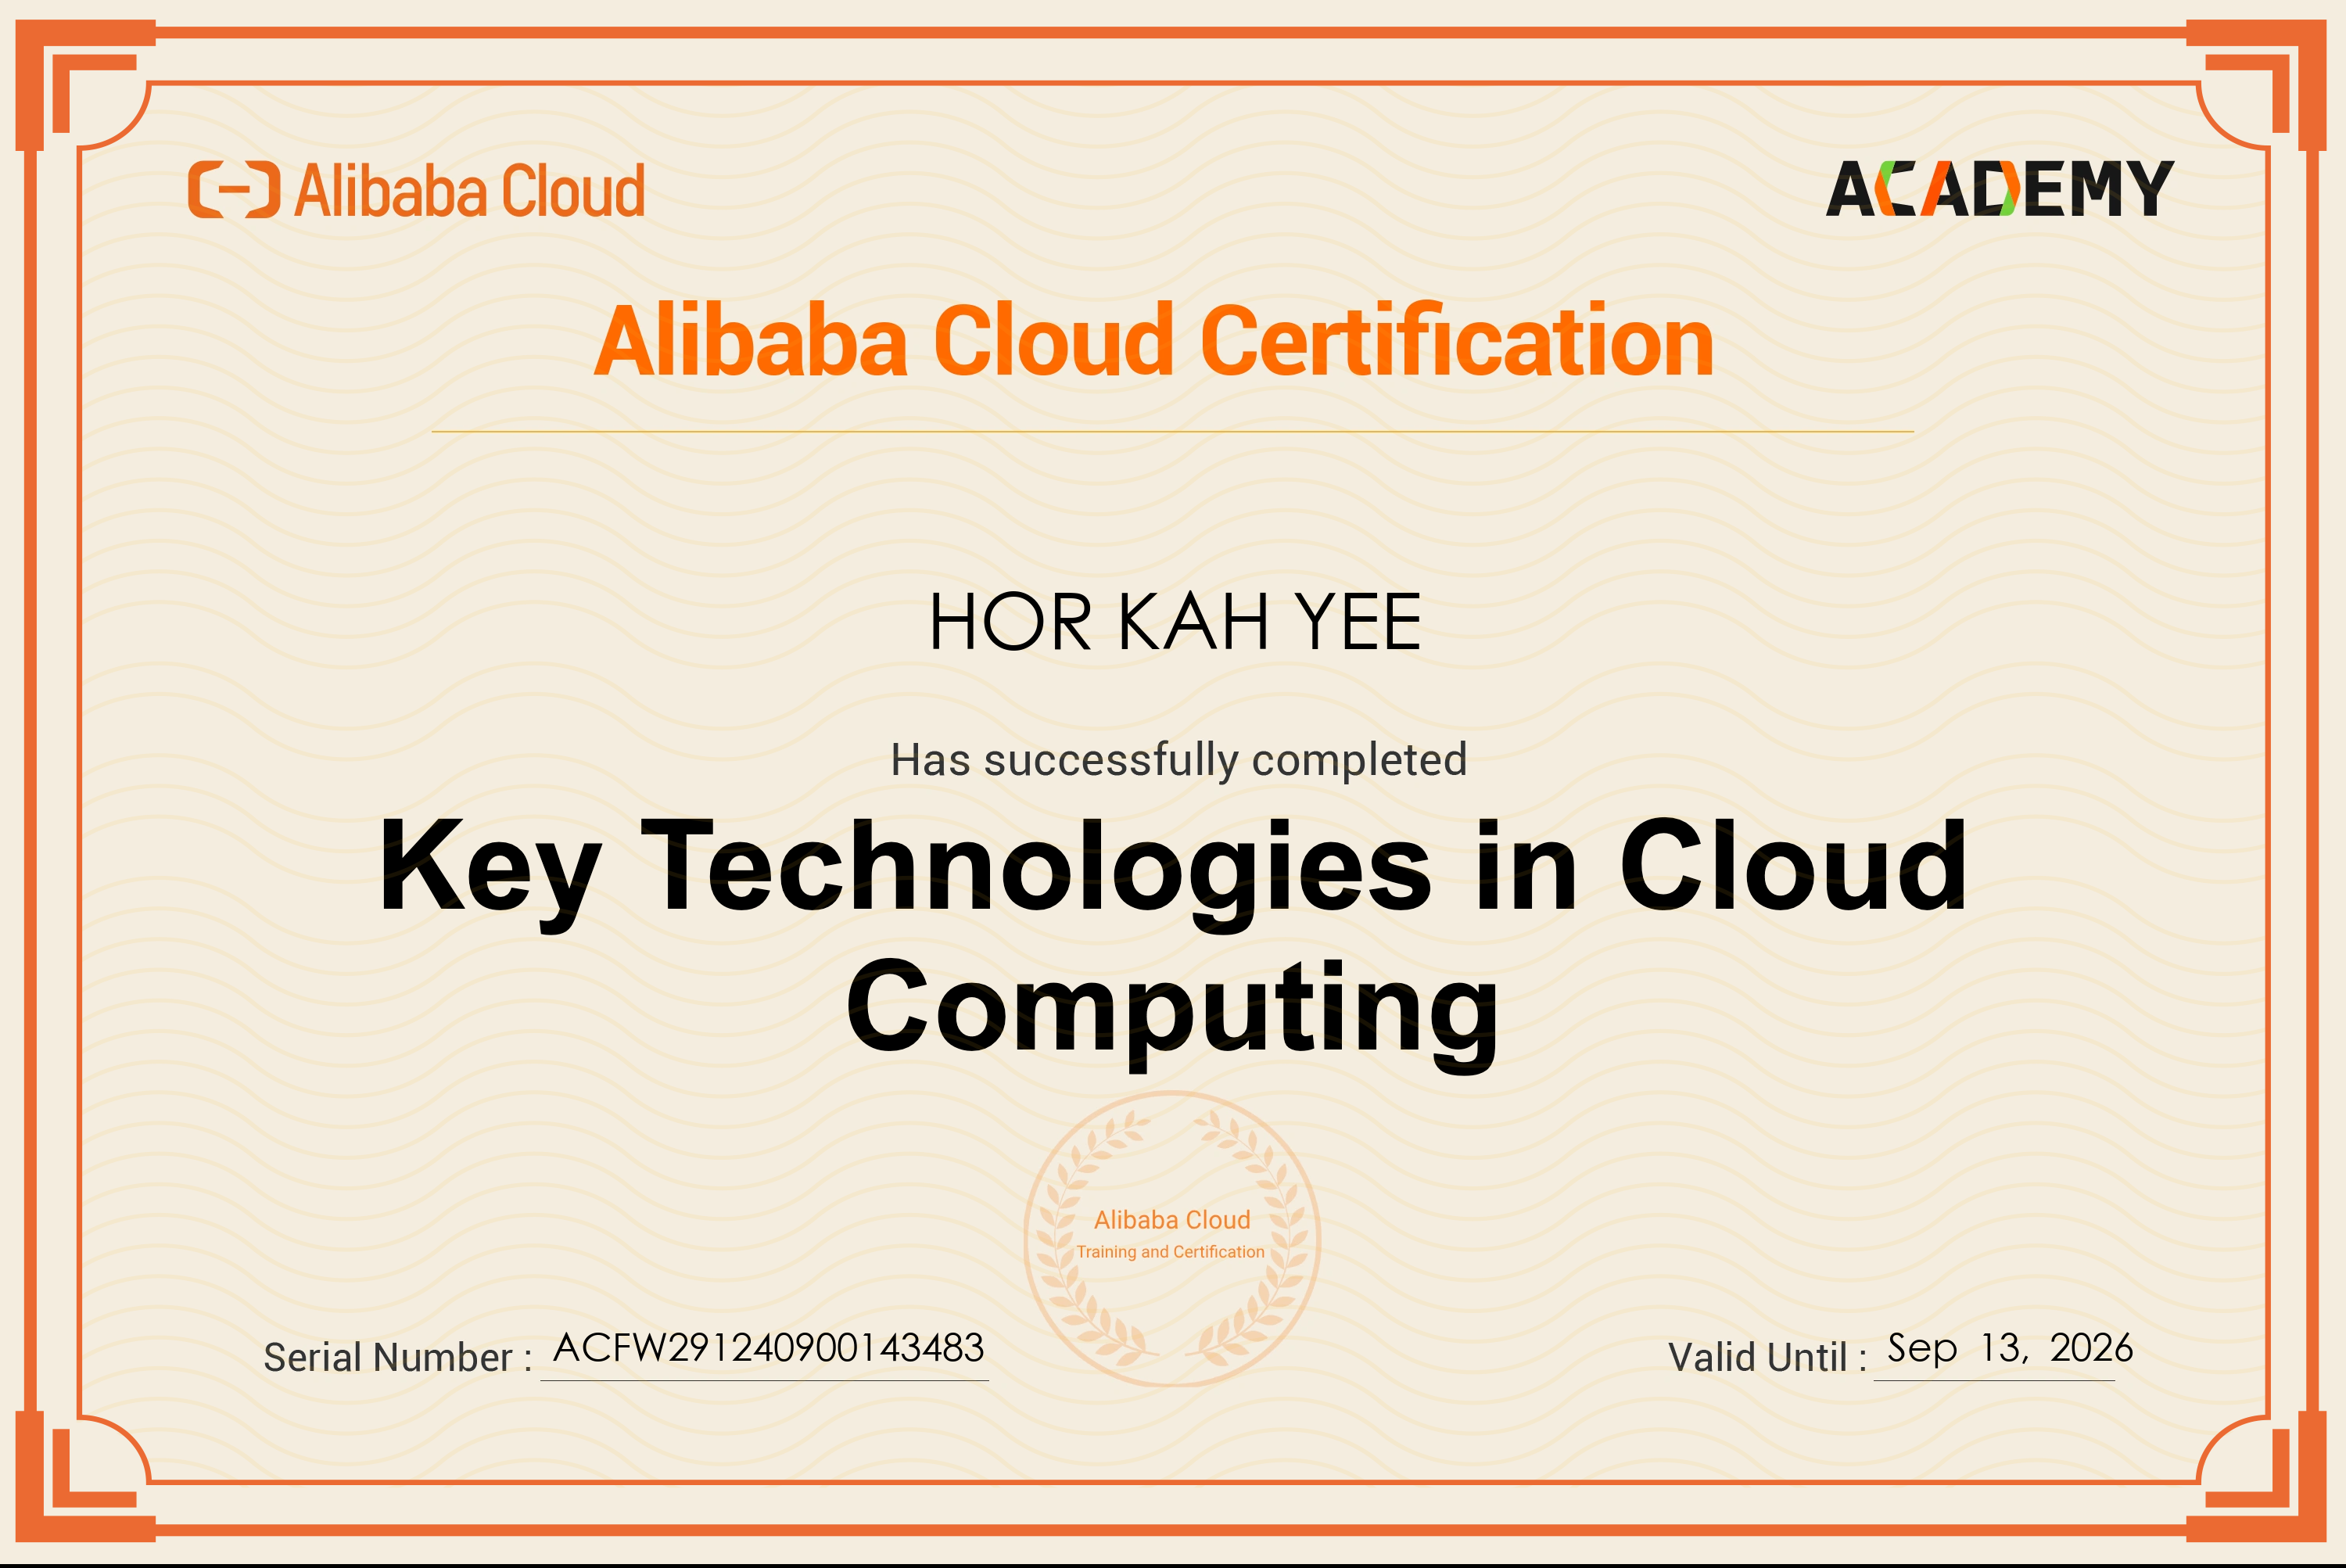 Alibaba Cloud
ACADEMY
Alibaba Cloud Certification
HOR KAH YEE
Has successfully completed
Key Technologies in Cloud
Computing
Alibaba Cloud
Training and Certification
Serial Number : ACFW291240900143483
Valid Until : Sep 13, 2026